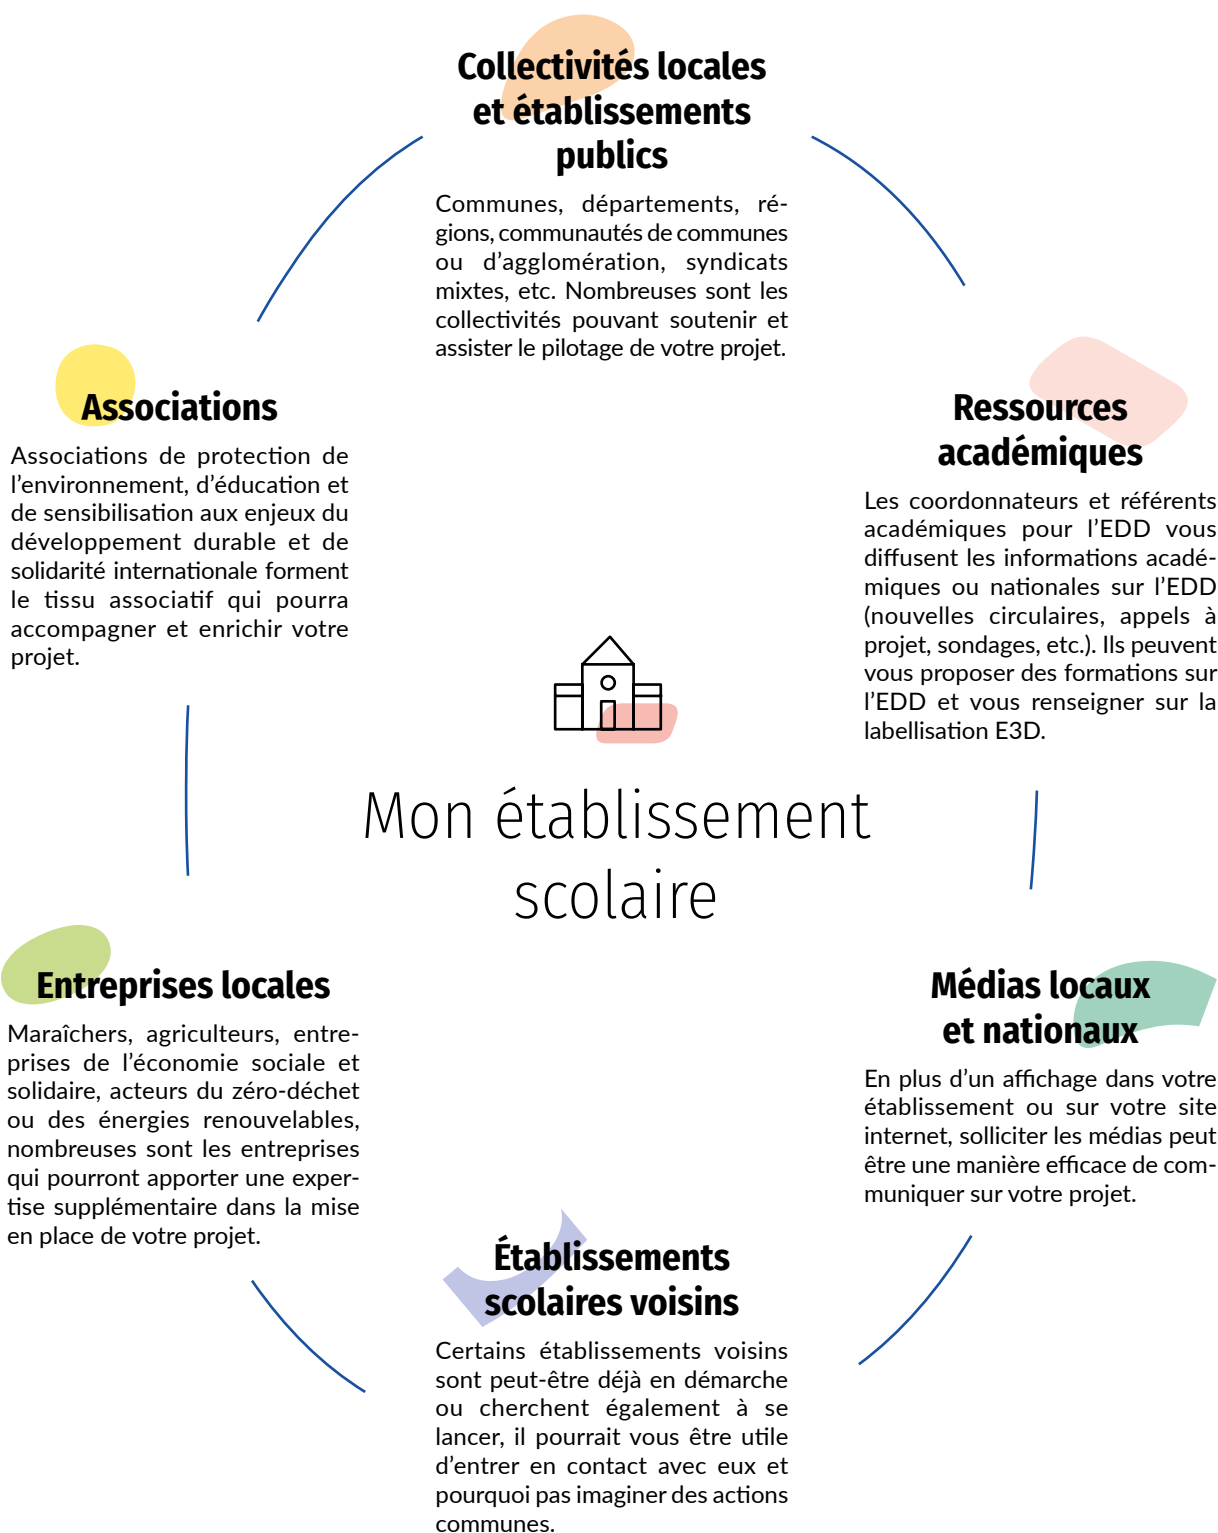 Collectivités locales
et établissements
publics
Communes, départements, ré-
gions, communautés de communes
ou d’agglomération, syndicats
mixtes, etc. Nombreuses sont les
collectivités pouvant soutenir et
assister le pilotage de votre projet.
Associations
Associations de protection de
l’environnement, d’éducation et
de sensibilisation aux enjeux du
développement durable et de
solidarité internationale forment
le tissu associatif qui pourra
accompagner et enrichir votre
projet.
Ressources
académiques
Les coordonnateurs et référents
académiques pour l’EDD vous
diffusent les informations acadé-
miques ou nationales sur l’EDD
(nouvelles circulaires, appels à
projet, sondages, etc.). Ils peuvent
vous proposer des formations sur
l’EDD et vous renseigner sur la
labellisation E3D.
Mon établissement
scolaire
Entreprises locales
Maraîchers, agriculteurs, entre-
prises de l’économie sociale et
solidaire, acteurs du zéro-déchet
ou des énergies renouvelables,
nombreuses sont les entreprises
qui pourront apporter une exper-
tise supplémentaire dans la mise
en place de votre projet.
Médias locaux
et nationaux
En plus d’un affichage dans votre
établissement ou sur votre site
internet, solliciter les médias peut
être une manière efficace de com-
muniquer sur votre projet.
Établissements
scolaires voisins
Certains établissements voisins
sont peut-être déjà en démarche
ou cherchent également à se
lancer, il pourrait vous être utile
d’entrer en contact avec eux et
pourquoi pas imaginer des actions
communes.